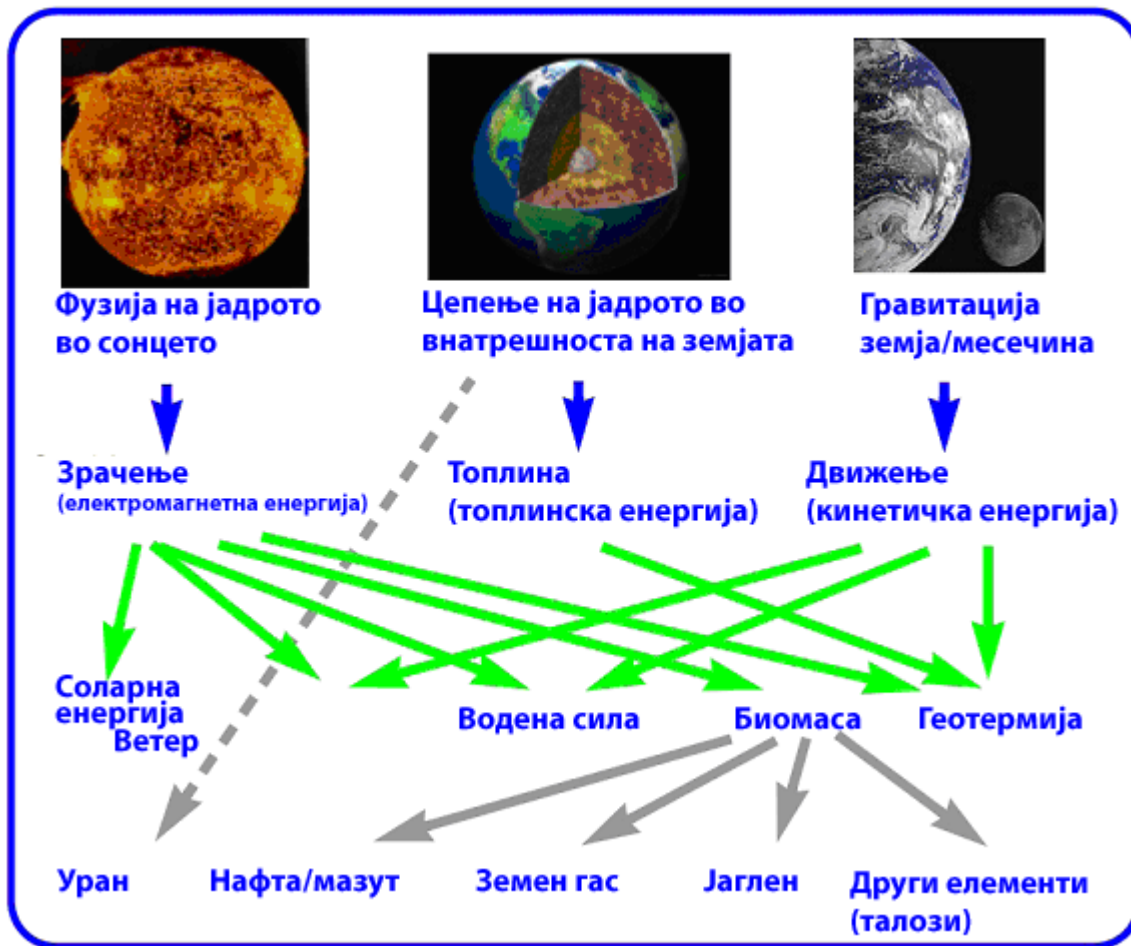 Фузија на јадрото
во сонцето
Цепење на јадрото во
внатрешноста на земјата
Гравитација
земја/месечина
Зрачење
(електромагнетна енергија)
Топлина
(топлинска енергија)
Движење
(кинетичка енергија)
Соларна
енергија
Ветер
Водена сила
Биомаса
Геотермија
Уран
Нафта/мазут
Земен гас
Јаглен
Други елементи
(талози)